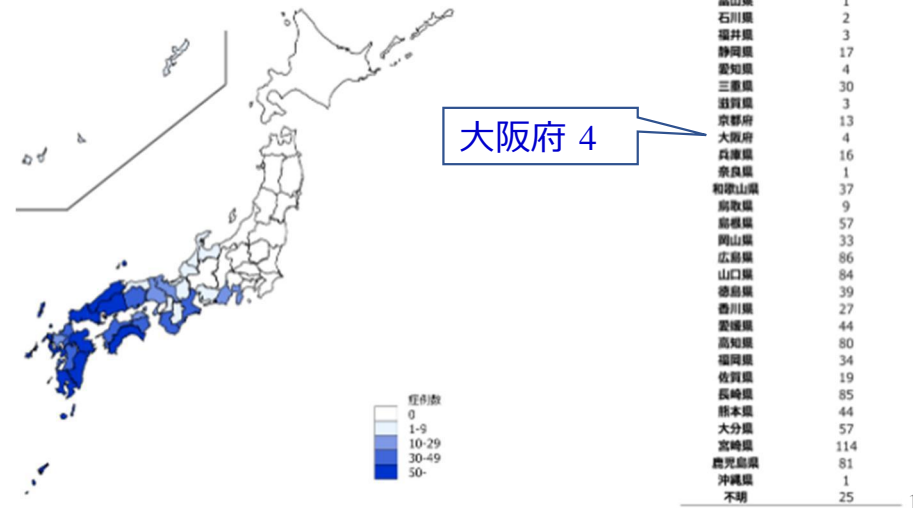 富山県 1
石川県 2
福井県 3
静岡県 17
愛知県 4
三重県 30
滋賀県 3
京都府 13
大阪府 4
兵庫県 16
奈良県 1
和歌山県 37
鳥取県 9
島根県 57
岡山県 33
広島県 86
山口県 84
徳島県 39
香川県 27
愛媛県 44
高知県 80
福岡県 34
佐賀県 19
長崎県 85
熊本県 44
大分県 57
宮崎県 114
鹿児島県 81
沖縄県 1
不明 25
大阪府 4
症例数
0
1-9
10-29
30-49
50-